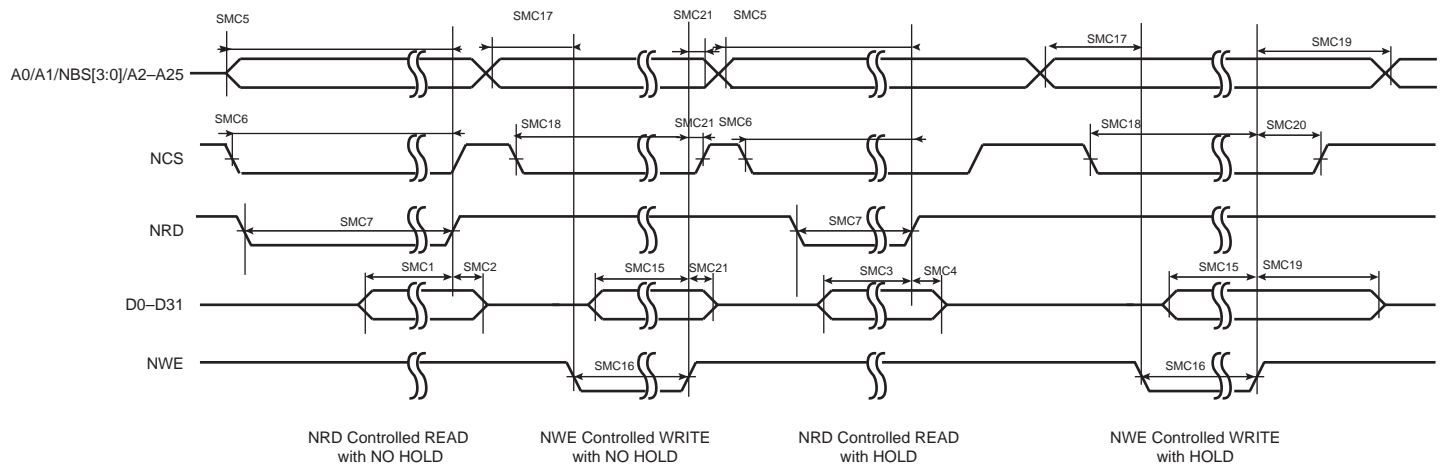 SMC5
SMC17
SMC21
SMC5
SMC17
SMC19
A0/A1/NBS[3:0]/A2–A25
SMC6
SMC18
SMC21
SMC6
SMC18
SMC20
NCS
SMC7
SMC7
NRD
SMC1
SMC2
SMC15
SMC21
SMC3
SMC4
SMC15
SMC19
D0–D31
NWE
SMC16
SMC16
NRD Controlled READ
with NO HOLD
NWE Controlled WRITE
with NO HOLD
NRD Controlled READ
with HOLD
NWE Controlled WRITE
with HOLD